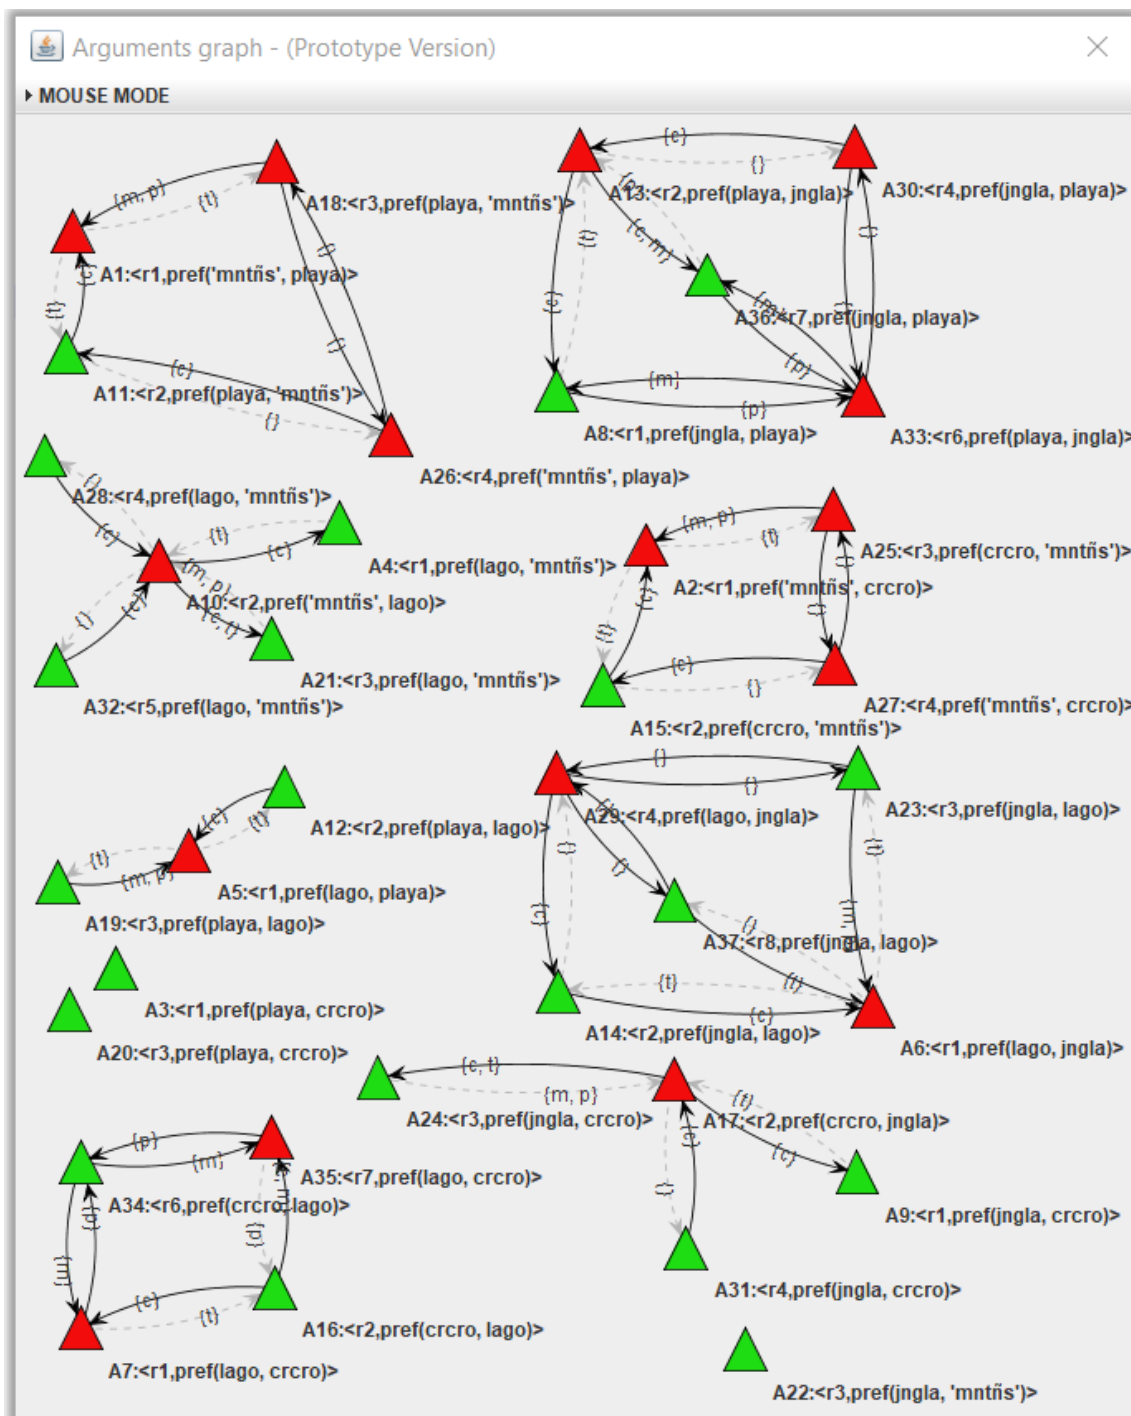 Arguments graph - (Prototype Version)
MOUSE MODE
{m, p}
{t}
A18:<r3,pref(playa, 'mntñs')>
{c}
A1:<r1,pref('mntñs', playa)>
{t}
{}
{}
A11:<r2,pref(playa, 'mntñs')>
{c}
{}
A26:<r4,pref('mntñs', playa)>
{c}
{}
A13:<r2,pref(playa, jngla)>
A30:<r4,pref(jngla, playa)>
{p}
{t}
{c, m}
{}
{c}
A36:<r7,pref(jngla, playa)>
{p}
{m}
{p}
A8:<r1,pref(jngla, playa)>
A33:<r6,pref(playa, jngla)>
A28:<r4,pref(lago, 'mntñs')>
{}
{c}
{t}
{c}
A4:<r1,pref(lago, 'mntñs')>
{m, p}
A10:<r2,pref('mntñs', lago)>
{}
{c}
{c, t}
A21:<r3,pref(lago, 'mntñs')>
A32:<r5,pref(lago, 'mntñs')>
{m, p}
{t}
A25:<r3,pref(crcro, 'mntñs')>
{}
A2:<r1,pref('mntñs', crcro)>
{c}
{}
{t}
{c}
{}
A27:<r4,pref('mntñs', crcro)>
A15:<r2,pref(crcro, 'mntñs')>
{c}
{t}
A12:<r2,pref(playa, lago)>
{t}
{m, p}
A5:<r1,pref(lago, playa)>
A19:<r3,pref(playa, lago)>
{}
{}
A29:<r4,pref(lago, jngla)>
A23:<r3,pref(jngla, lago)>
{}
{t}
{}
{c}
{m, p}
{}
A37:<r8,pref(jngla, lago)>
{t}
{t}
{c}
A14:<r2,pref(jngla, lago)>
A6:<r1,pref(lago, jngla)>
A3:<r1,pref(playa, crcro)>
A20:<r3,pref(playa, crcro)>
{c, t}
{m, p}
A24:<r3,pref(jngla, crcro)>
A17:<r2,pref(crcro, jngla)>
{t}
{c}
{c}
{}
A9:<r1,pref(jngla, crcro)>
A31:<r4,pref(jngla, crcro)>
{p}
{m}
A35:<r7,pref(lago, crcro)>
A34:<r6,pref(crcro, lago)>
{p}
{p}
{m}
{c}
{t}
A16:<r2,pref(crcro, lago)>
A7:<r1,pref(lago, crcro)>
A22:<r3,pref(jngla, 'mntñs')>